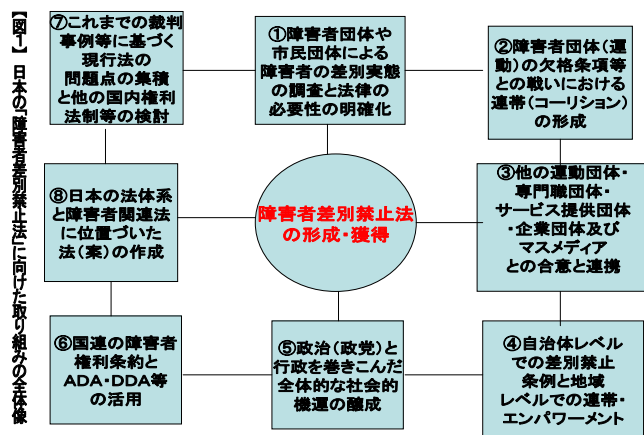 【図1】 日本の「障害者差別禁止法」に向けた取り組みの全体像
①障害者団体や
市民団体による
障害者の差別実態
の調査と法律の
必要性の明確化
②障害者団体(運
動)の欠格条項等
との戦いにおける
連帯(コーリション)
の形成
③他の運動団体・
専門職団体・
サービス提供団体
・企業団体及び
マスメディア
との合意と連携
④自治体レベル
での差別禁止
条例と地域
レベルでの連帯・
エンパワーメント
⑤政治(政党)と
行政を巻きこんだ
全体的な社会的
機運の醸成
⑥国連の障害者
権利条約と
ADA・DDA等
の活用
⑦これまでの裁判
事例等に基づく
現行法の
問題点の集積
と他の国内権利
法制等の検討
⑧日本の法体系
と障害者関連法
に位置づいた
法(案)の作成
障害者差別禁止法
の形成・獲得